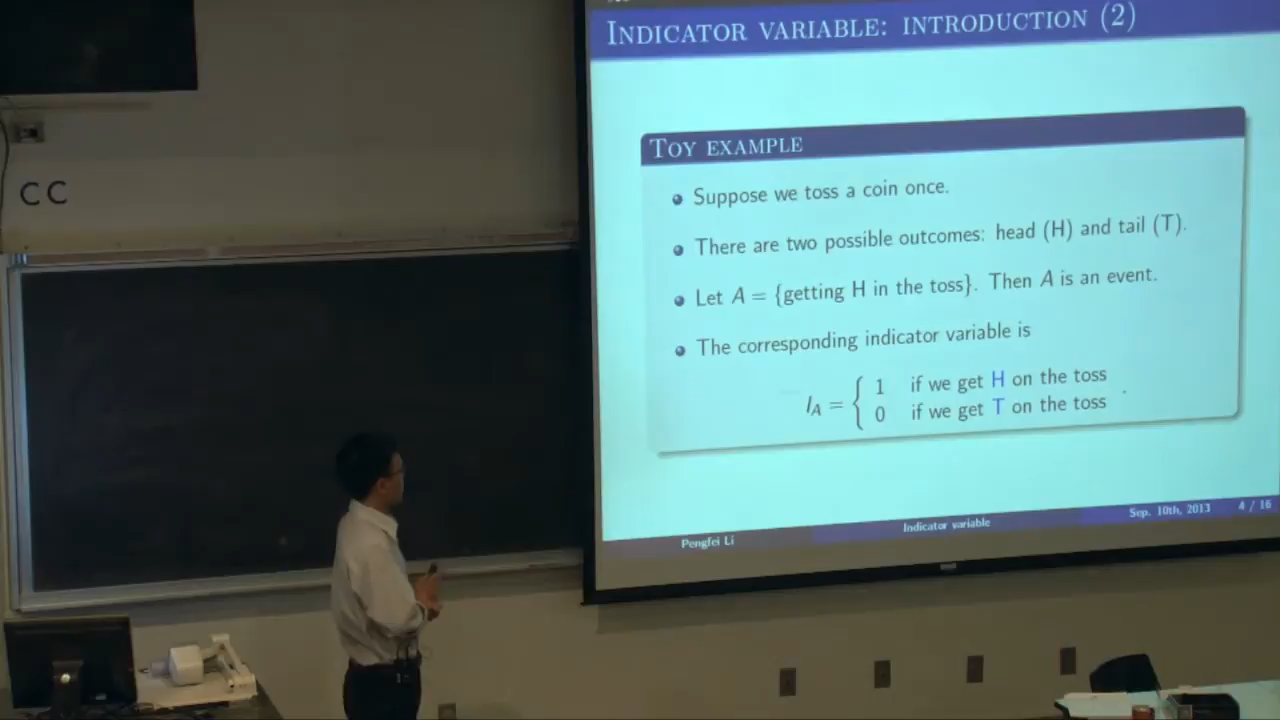 INDICATOR VARIABLE: INTRODUCTION (2)
TOY EXAMPLE
Suppose we toss a coin once.
There are two possible outcomes: head (H) and tail (T).
Let A = {getting H in the toss}. Then A is an event.
The corresponding indicator variable is
I_A = { 1 if we get H on the toss
0 if we get T on the toss .
Pengfei Li Indicator variable Sep. 10th, 2013 4 / 16
CC